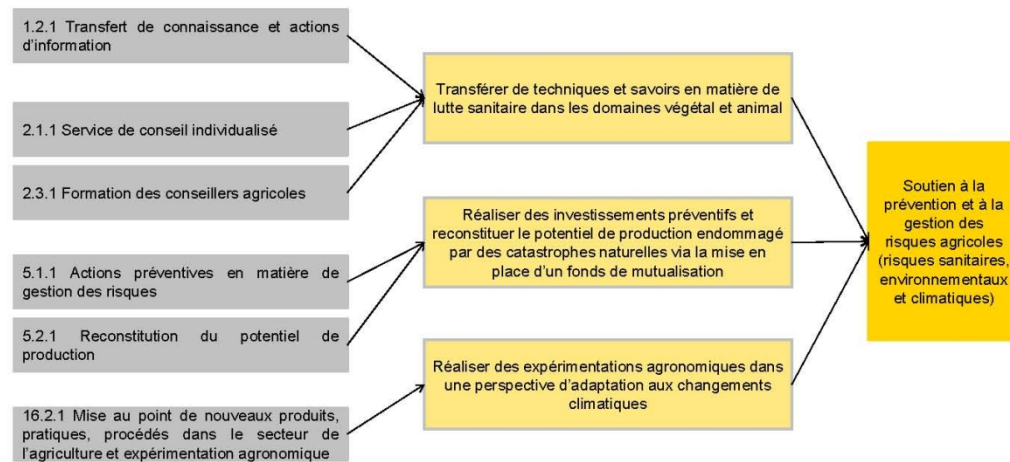 1.2.1 Transfert de connaissance et actions
d'information
2.1.1 Service de conseil individualisé
2.3.1 Formation des conseillers agricoles
5.1.1 Actions préventives en matière de
gestion des risques
5.2.1 Reconstitution du potentiel de
production
16.2.1 Mise au point de nouveaux produits,
pratiques, procédés dans le secteur de
l'agriculture et expérimentation agronomique
Transférer de techniques et savoirs en matière de
lutte sanitaire dans les domaines végétal et animal
Réaliser des investissements préventifs et
reconstituer le potentiel de production endommagé
par des catastrophes naturelles via la mise en
place d'un fonds de mutualisation
Réaliser des expérimentations agronomiques dans
une perspective d'adaptation aux changements
climatiques
Soutien à la
prévention et à la
gestion des
risques agricoles
(risques sanitaires,
environnementaux
et climatiques)